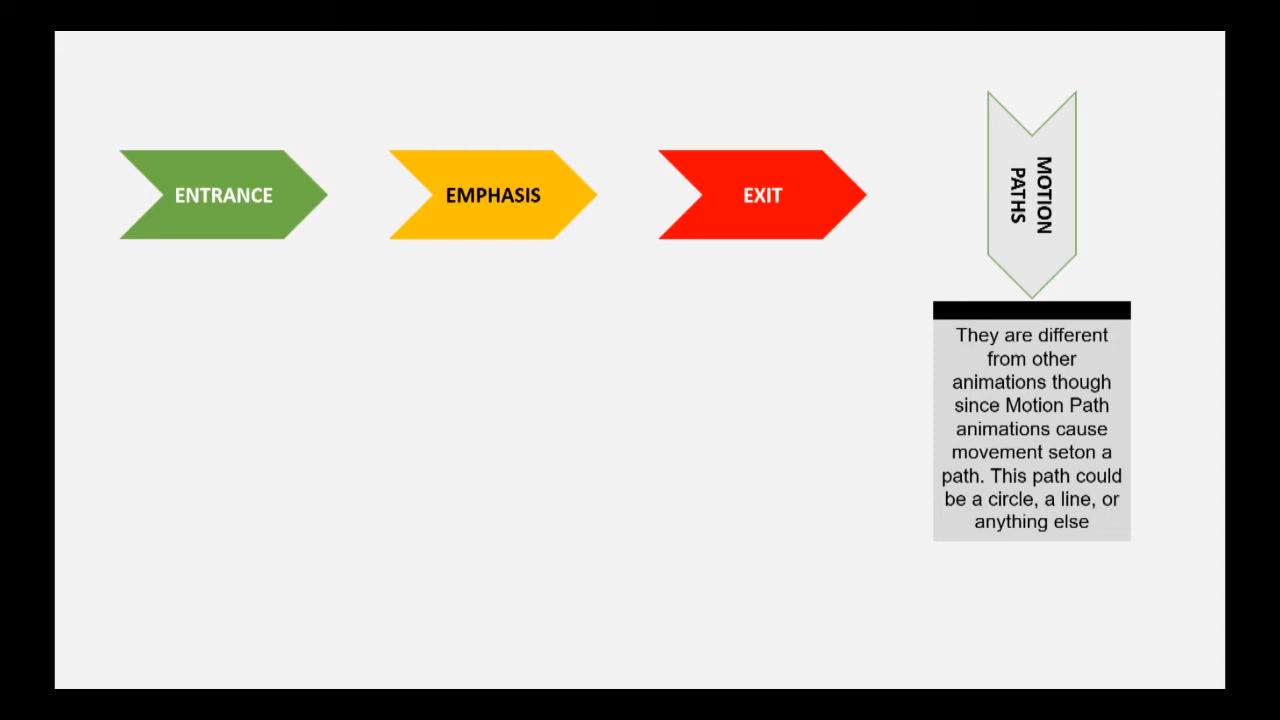 ENTRANCE
EMPHASIS
EXIT
MOTION
PATHS
They are different
from other
animations though
since Motion Path
animations cause
movement seton a
path. This path could
be a circle, a line, or
anything else